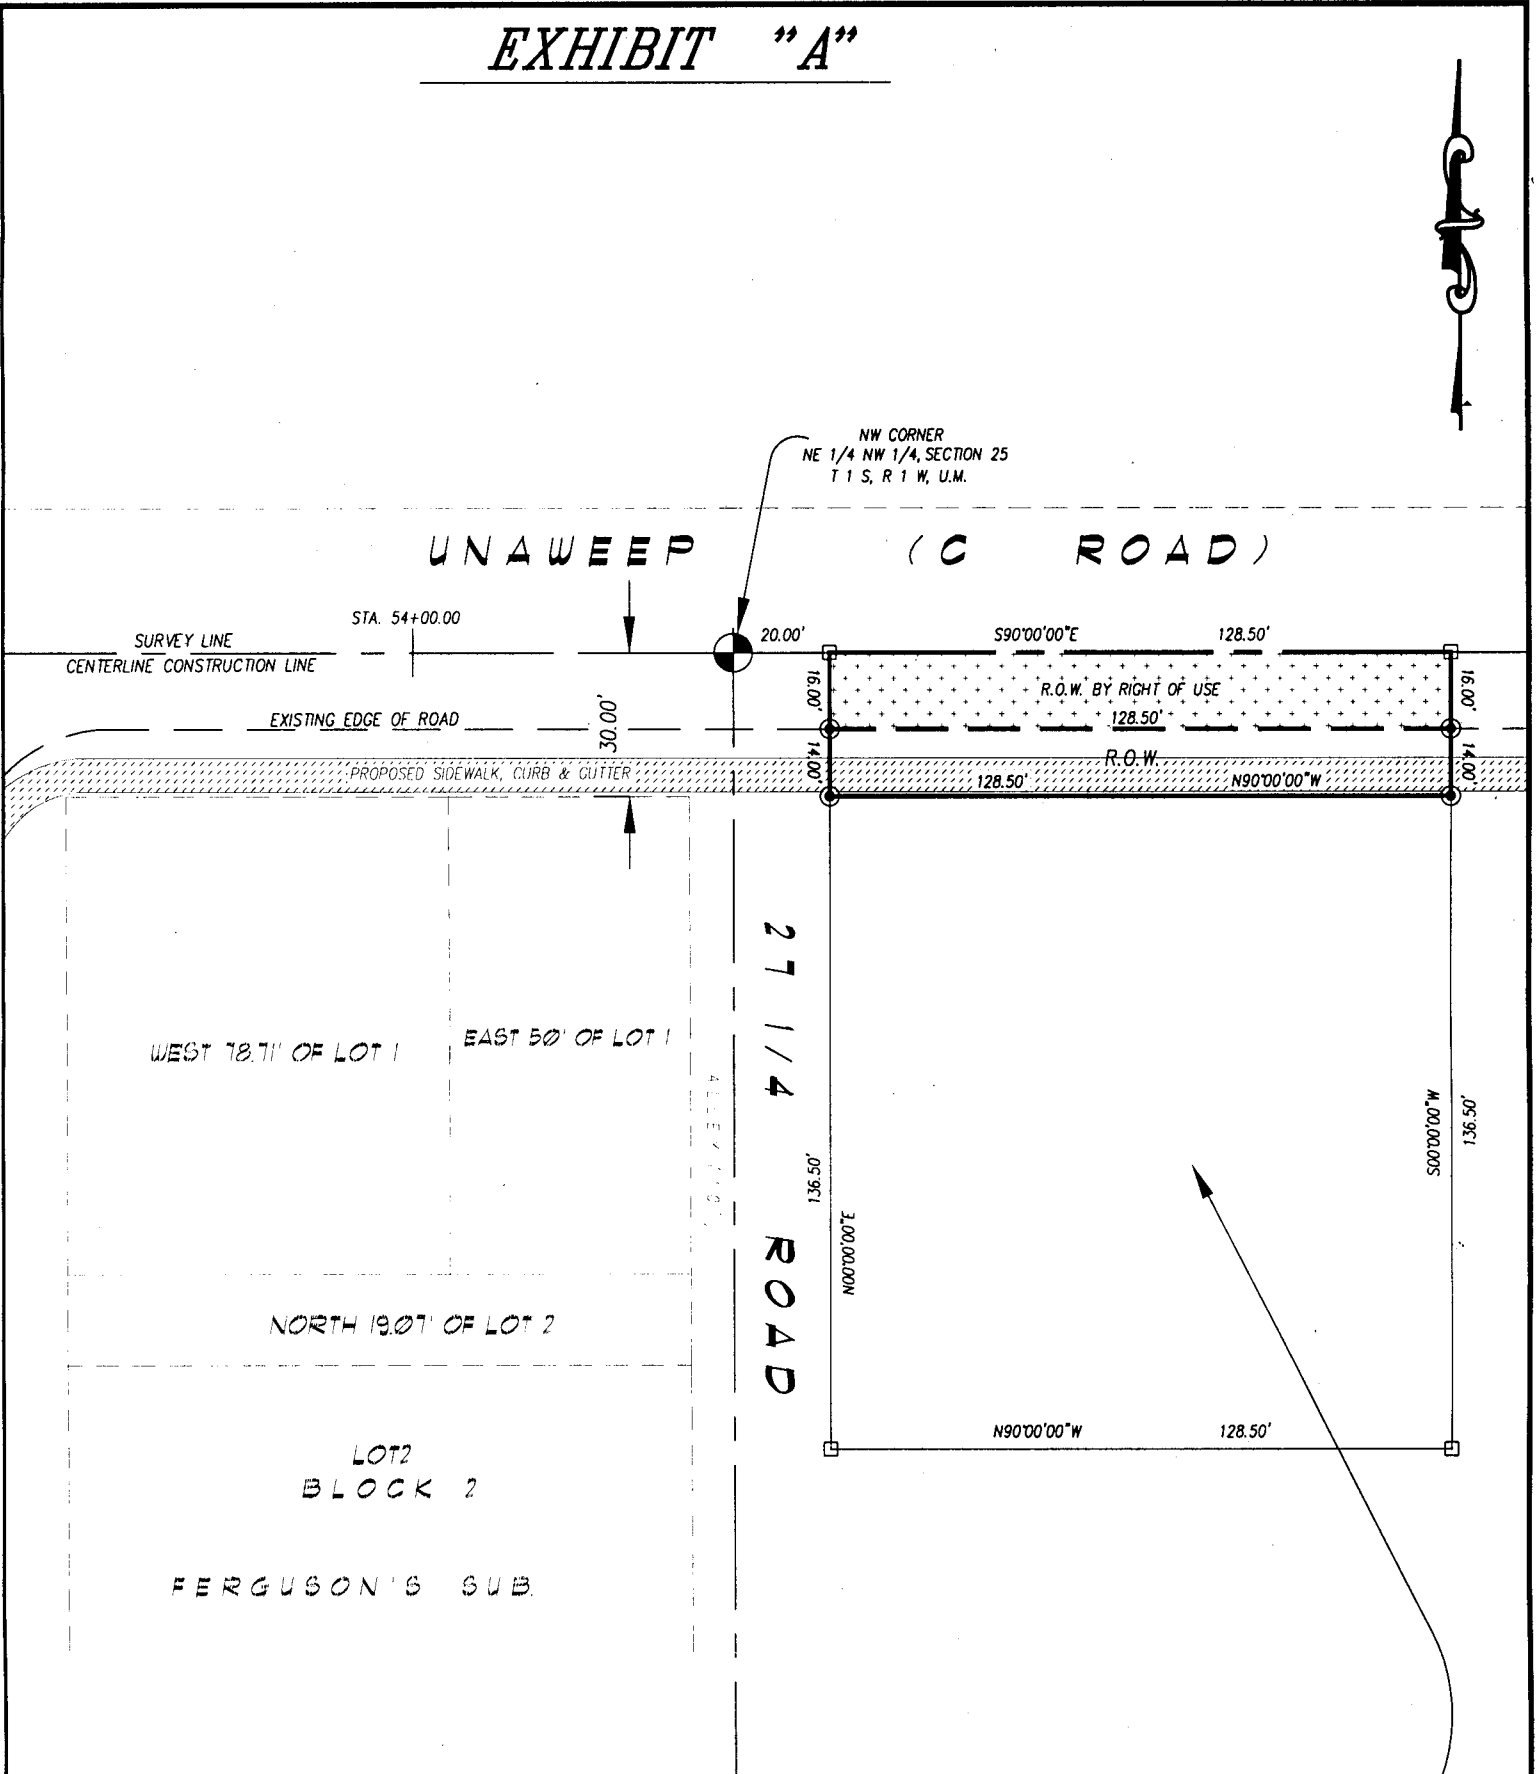 EXHIBIT "A"
NW CORNER
NE 1/4 NW 1/4, SECTION 25
T 1 S, R 1 W, U.M.
UNAWEEP (C ROAD)
STA. 54+00.00
SURVEY LINE
CENTERLINE CONSTRUCTION LINE
20.00'
S90°00'00"E 128.50'
16.00'
R.O.W. BY RIGHT OF USE
16.00'
EXISTING EDGE OF ROAD
30.00'
128.50'
14.00'
R.O.W.
14.00'
PROPOSED SIDEWALK, CURB & GUTTER
128.50' N90°00'00"W
27 1/4 ROAD
WEST 78.71' OF LOT 1
EAST 50' OF LOT 1
136.50'
N00°00'00"E
S00°00'00"W
136.50'
NORTH 19.07' OF LOT 2
N90°00'00"W 128.50'
LOT2
BLOCK 2
FERGUSON'S SUB.